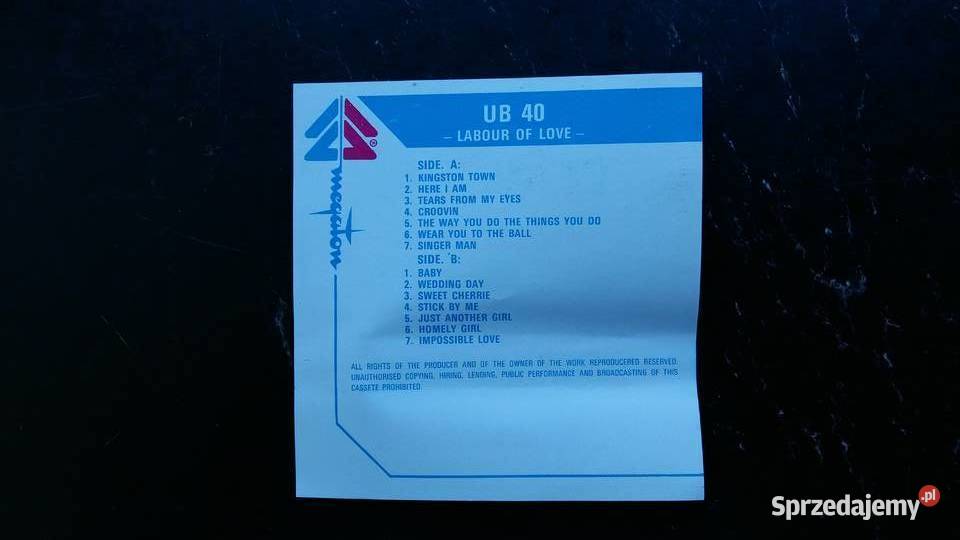 UB 40
– LABOUR OF LOVE –
megaton
SIDE. A:
1. KINGSTON TOWN
2. HERE I AM
3. TEARS FROM MY EYES
4. CROOVIN
5. THE WAY YOU DO THE THINGS YOU DO
6. WEAR YOU TO THE BALL
7. SINGER MAN
SIDE. B:
1. BABY
2. WEDDING DAY
3. SWEET CHERRIE
4. STICK BY ME
5. JUST ANOTHER GIRL
6. HOMELY GIRL
7. IMPOSSIBLE LOVE
ALL RIGHTS OF THE PRODUCER AND OF THE OWNER OF THE WORK REPRODUCERED RESERVED.
UNAUTHORISED COPYING, HIRING, LENDING, PUBLIC PERFORMANCE AND BROADCASTING OF THIS
CASSETE PROHIBITED.
Sprzedajemy.pl